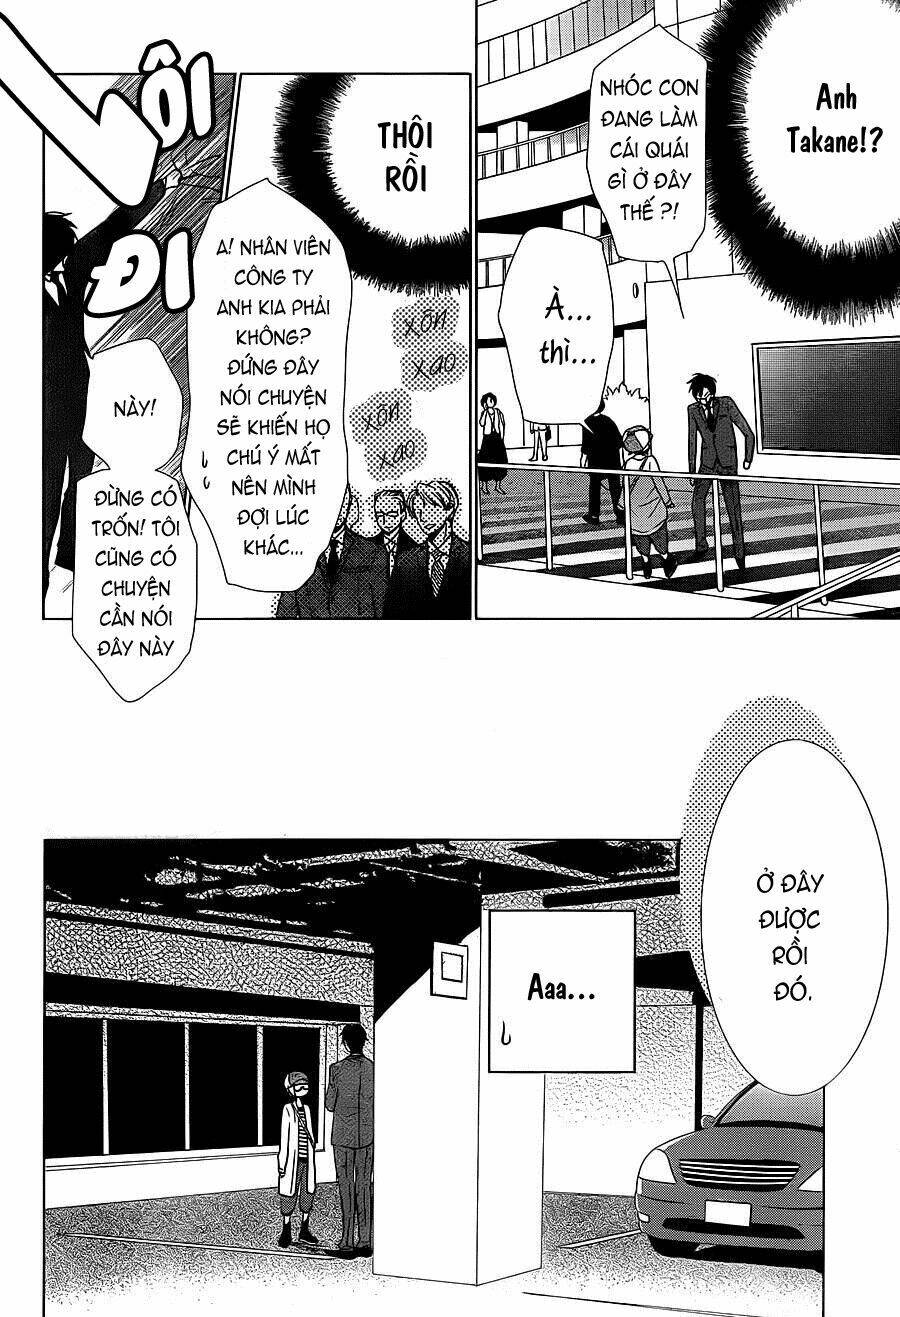 Anh
Takane!?
NHÓC CON
ĐANG LÀM
CÁI QUÁI
GÌ Ở ĐÂY
THẾ ?!
À...
thì...
THÔI
RỒI
XÔN
XAO
XÔN
XAO
A! NHÂN VIÊN
CÔNG TY
ANH KIA PHẢI
KHÔNG?
ĐỨNG ĐÂY
NÓI CHUYỆN
SẼ KHIẾN HỌ
CHÚ Ý MẤT
NÊN MÌNH
ĐỢI LÚC
KHÁC...
LÔI
ĐI
NÀY!
ĐỪNG CÓ
TRỐN! TÔI
CŨNG CÓ
CHUYỆN
CẦN NÓI
ĐÂY NÀY
Ở ĐÂY
ĐƯỢC
RỒI
ĐÓ.
Aaa...